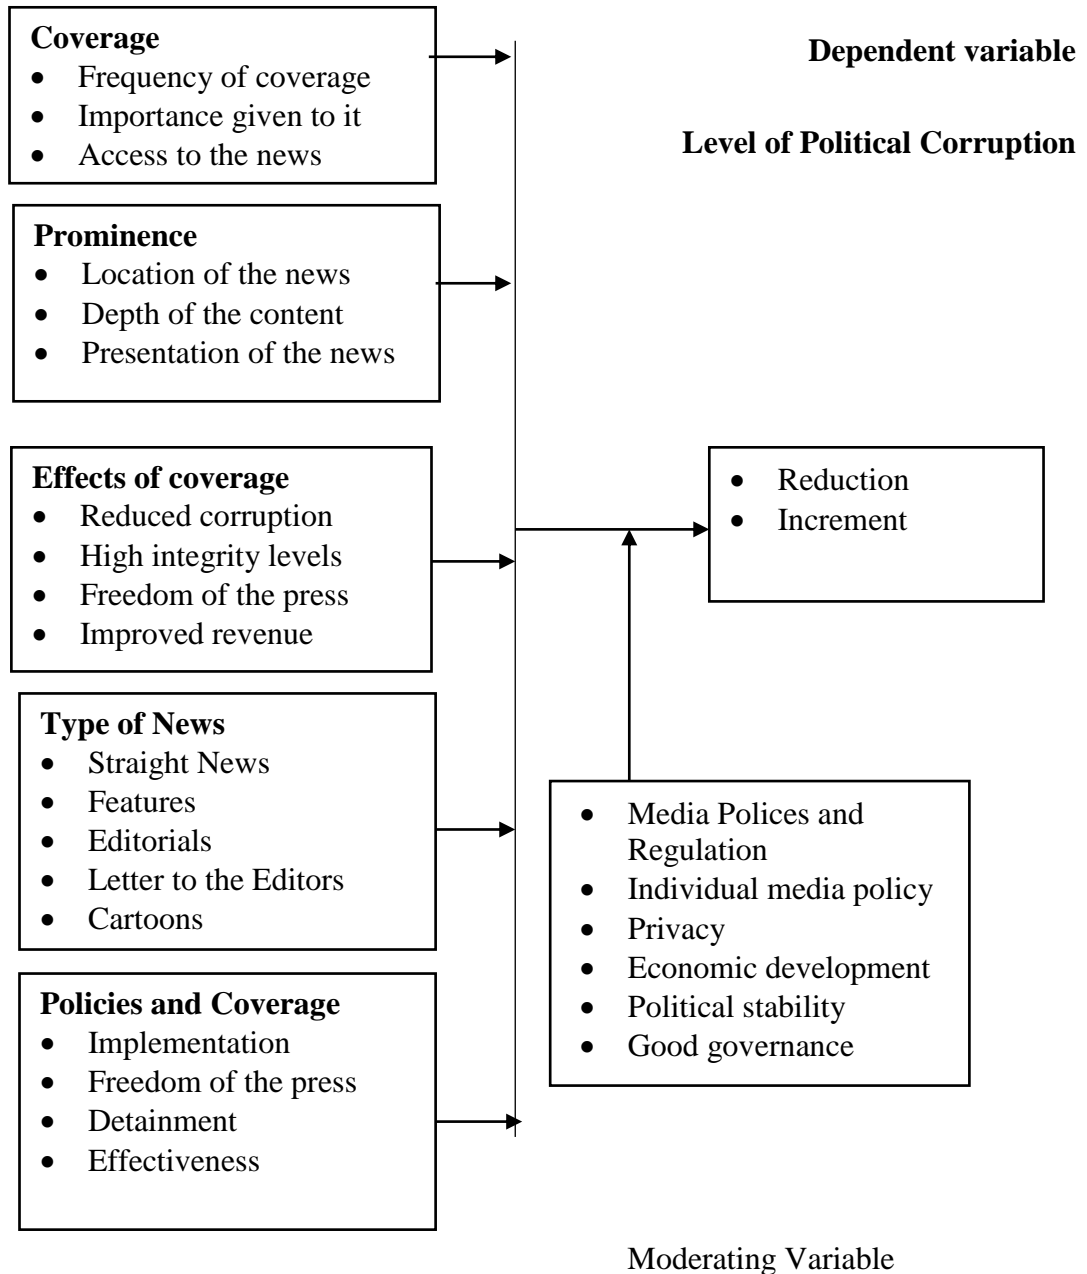 Coverage
• Frequency of coverage
• Importance given to it
• Access to the news
Dependent variable
Level of Political Corruption
Prominence
• Location of the news
• Depth of the content
• Presentation of the news
Effects of coverage
• Reduced corruption
• High integrity levels
• Freedom of the press
• Improved revenue
• Reduction
• Increment
Type of News
• Straight News
• Features
• Editorials
• Letter to the Editors
• Cartoons
• Media Polices and
Regulation
• Individual media policy
• Privacy
• Economic development
• Political stability
• Good governance
Policies and Coverage
• Implementation
• Freedom of the press
• Detainment
• Effectiveness
Moderating Variable